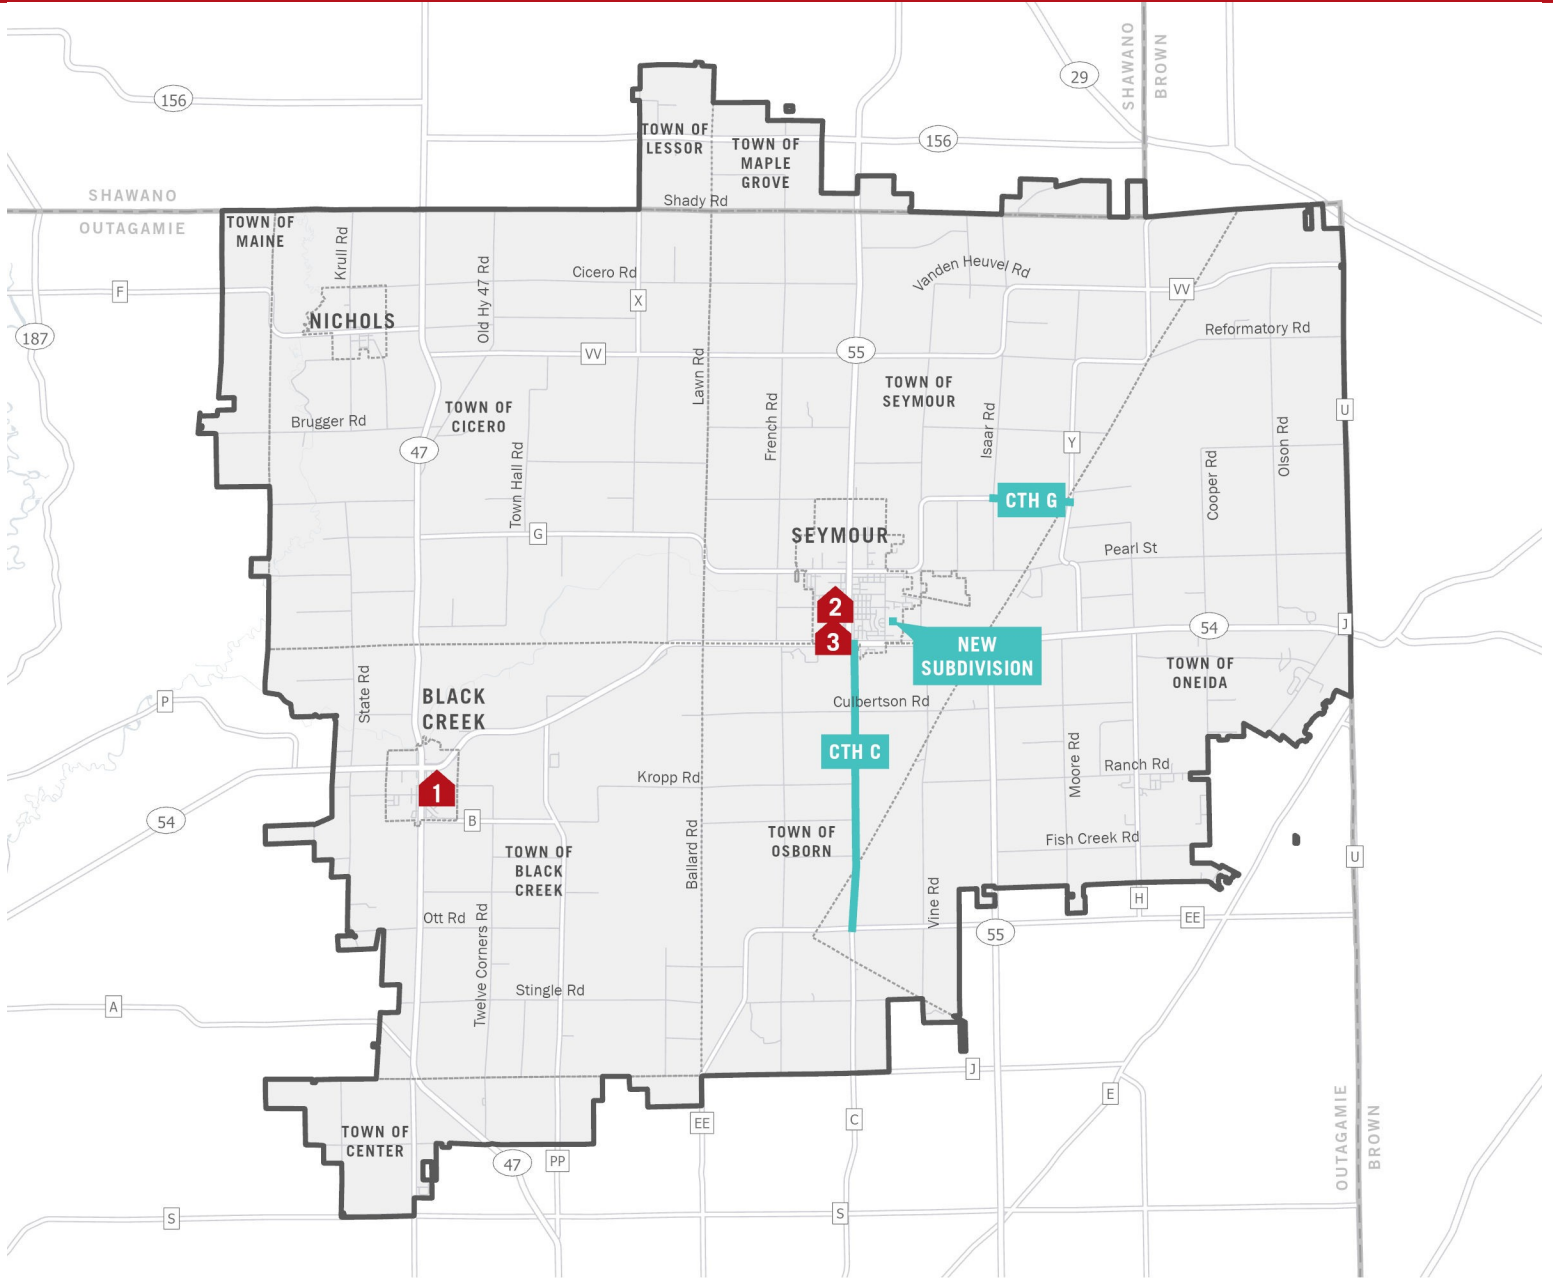 SHAWANO
BROWN
29
156
156
TOWN OF
LESSOR
TOWN OF
MAPLE
GROVE
SHAWANO
OUTAGAMIE
Shady Rd
TOWN OF
MAINE
Krull Rd
Old Hy 47 Rd
Cicero Rd
Vanden Heuvel Rd
F
X
VV
NICHOLS
187
Reformatory Rd
VV
55
Lawn Rd
TOWN OF
SEYMOUR
TOWN OF
CICERO
Brugger Rd
French Rd
Isaar Rd
U
47
Y
Olson Rd
Town Hall Rd
Cooper Rd
CTH G
G
SEYMOUR
Pearl St
2
3
54
J
NEW
SUBDIVISION
TOWN OF
ONEIDA
State Rd
BLACK
CREEK
P
Culbertson Rd
CTH C
Moore Rd
Ranch Rd
Kropp Rd
1
54
B
TOWN OF
OSBORN
Fish Creek Rd
Ballard Rd
TOWN OF
BLACK
CREEK
U
Vine Rd
H
EE
Ott Rd
55
Twelve Corners Rd
Stingle Rd
A
J
E
EE
C
TOWN OF
CENTER
47
PP
OUTAGAMIE
BROWN
S
S